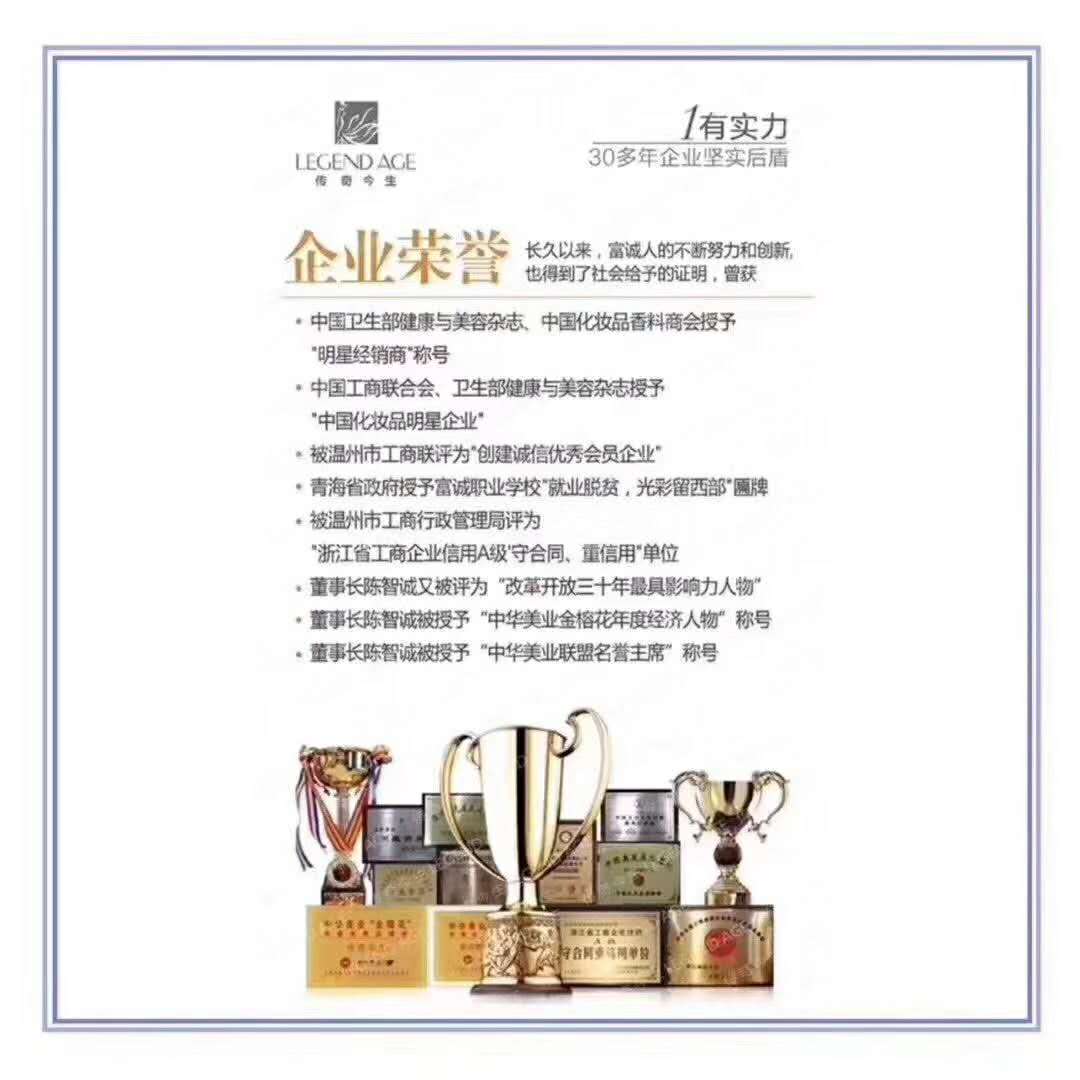 LEGEND AGE
传奇今生
1有实力
30多年企业坚实后盾
企业荣誉
长久以来，富诚人的不断努力和创新,
也得到了社会给予的证明，曾获
• 中国卫生部健康与美容杂志、中国化妆品香料商会授予
"明星经销商"称号
• 中国工商联合会、卫生部健康与美容杂志授予
"中国化妆品明星企业"
• 被温州市工商联评为"创建诚信优秀会员企业"
• 青海省政府授予富诚职业学校"就业脱贫，光彩留西部"匾牌
• 被温州市工商行政管理局评为
"浙江省工商企业信用A级'守合同、重信用"单位
• 董事长陈智诚又被评为“改革开放三十年最具影响力人物”
• 董事长陈智诚被授予“中华美业金榕花年度经济人物”称号
• 董事长陈智诚被授予“中华美业联盟名誉主席”称号
守合同重信用单位